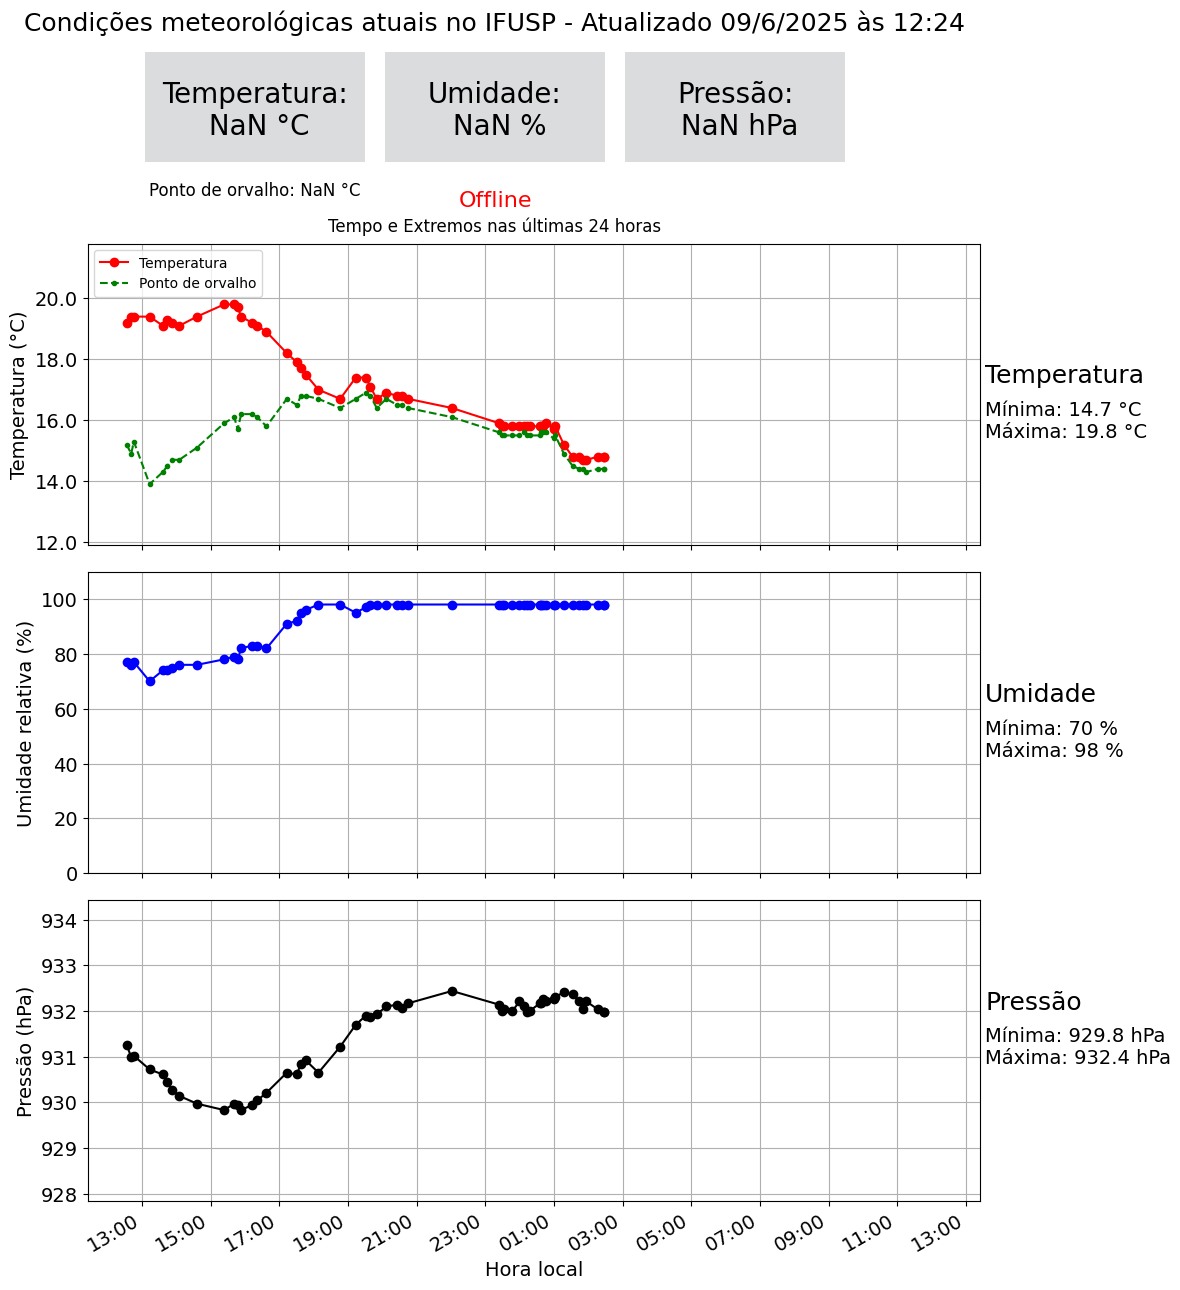 Condições meteorológicas atuais no IFUSP - Atualizado 09/6/2025 às 12:24
Temperatura:
NaN °C
Umidade:
NaN %
Pressão:
NaN hPa
Ponto de orvalho: NaN °C
Offline
Tempo e Extremos nas últimas 24 horas
Temperatura
Ponto de orvalho
Temperatura (°C)
20.0
18.0
16.0
14.0
12.0
Temperatura
Mínima: 14.7 °C
Máxima: 19.8 °C
Umidade relativa (%)
100
80
60
40
20
0
Umidade
Mínima: 70 %
Máxima: 98 %
Pressão (hPa)
934
933
932
931
930
929
928
Pressão
Mínima: 929.8 hPa
Máxima: 932.4 hPa
13:00 15:00 17:00 19:00 21:00 23:00 01:00 03:00 05:00 07:00 09:00 11:00 13:00
Hora local